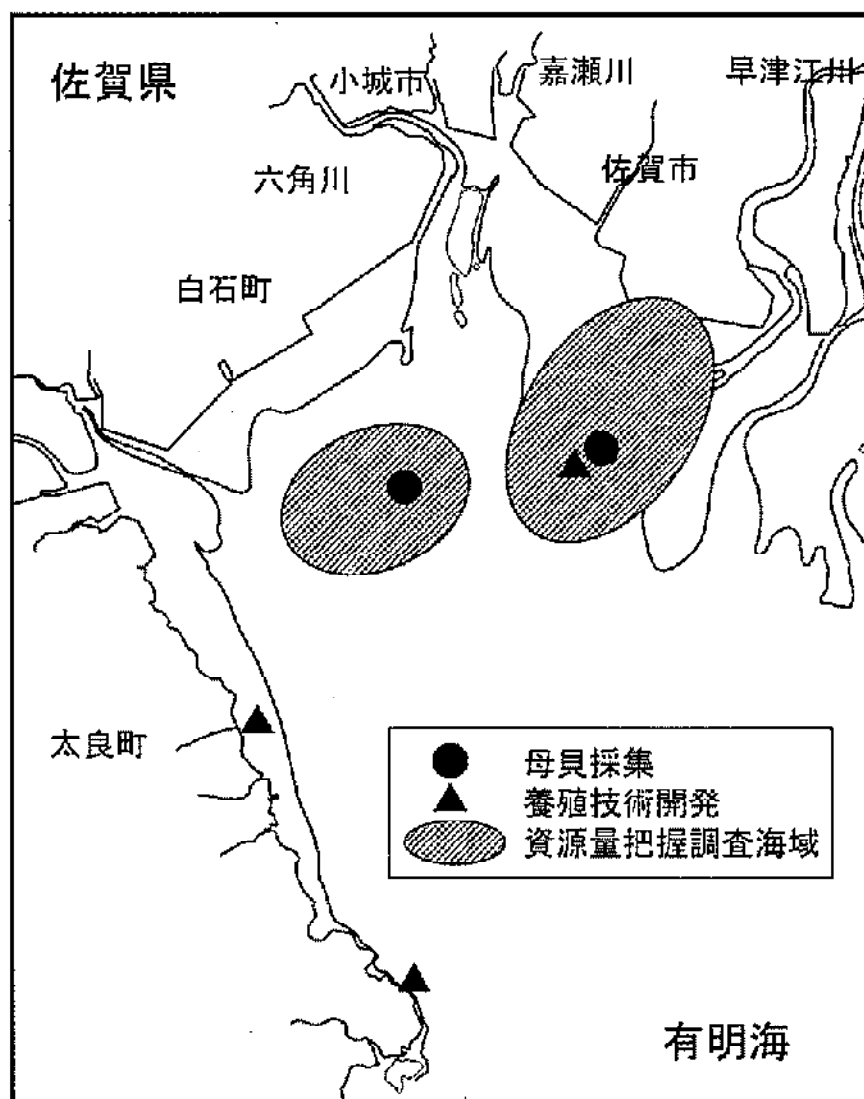 佐賀県
小城市
嘉瀬川
早津江川
六角川
佐賀市
白石町
太良町
母貝採集
養殖技術開発
資源量把握調査海域
有明海